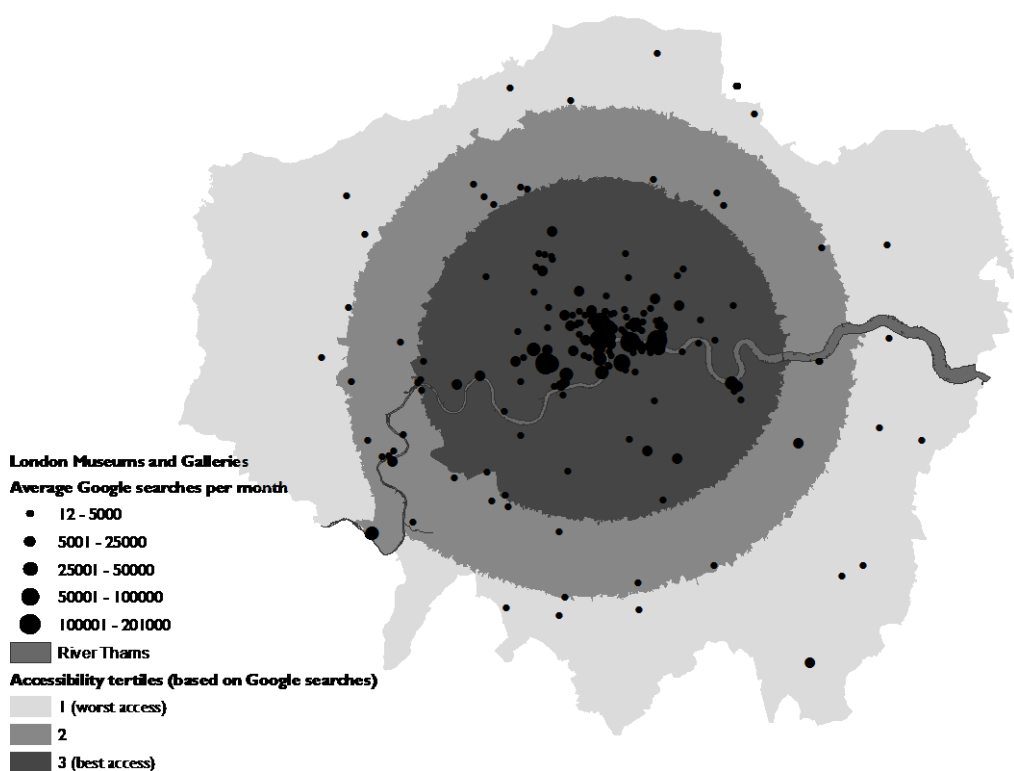 London Museums and Galleries
Average Google searches per month
12 - 5000
5001 - 25000
25001 - 50000
50001 - 100000
100001 - 201000
River Thams
Accessibility tertiles (based on Google searches)
1 (worst access)
2
3 (best access)